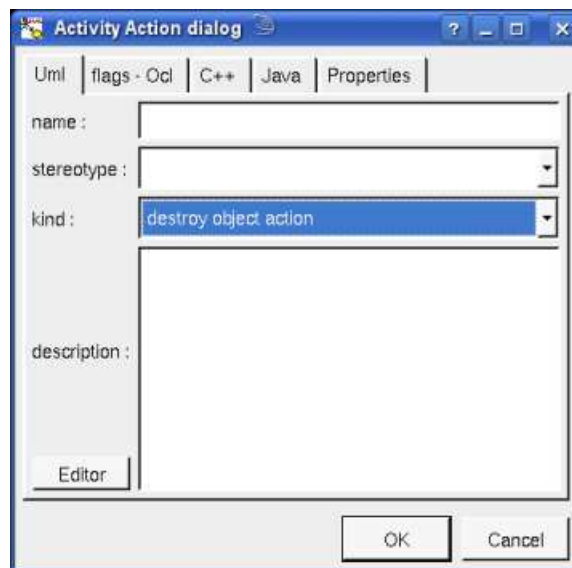 Activity Action dialog
Uml flags - Ocl C++ Java Properties
name :
stereotype :
kind : destroy object action
description :
Editor
OK Cancel